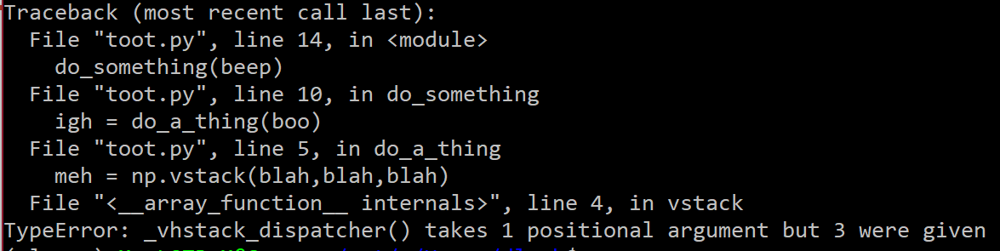 Traceback (most recent call last):
  File "toot.py", line 14, in <module>
    do_something(beep)
  File "toot.py", line 10, in do_something
    igh = do_a_thing(boo)
  File "toot.py", line 5, in do_a_thing
    meh = np.vstack(blah,blah,blah)
  File "<__array_function__ internals>", line 4, in vstack
TypeError: _vhstack_dispatcher() takes 1 positional argument but 3 were given